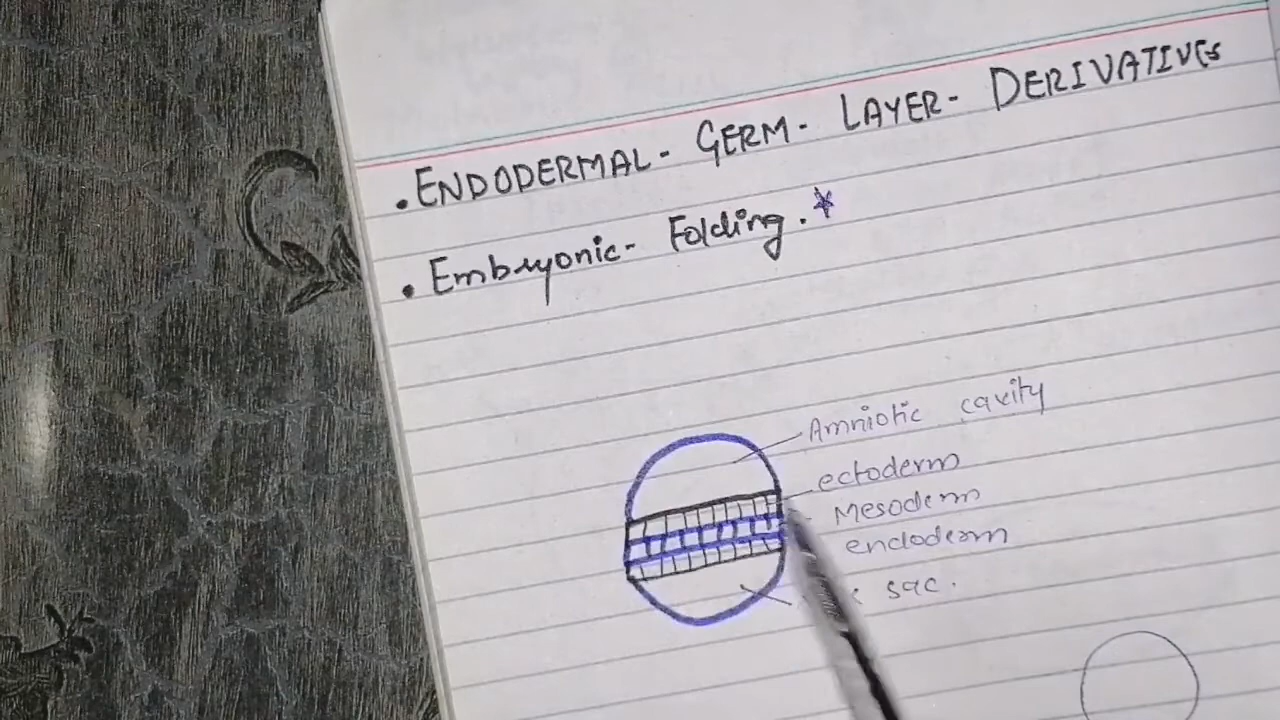 • ENDODERMAL - GERM - LAYER - DERIVATIVES
• Embryonic - Folding. *
Amniotic cavity
ectoderm
Mesoderm
endoderm
sac.